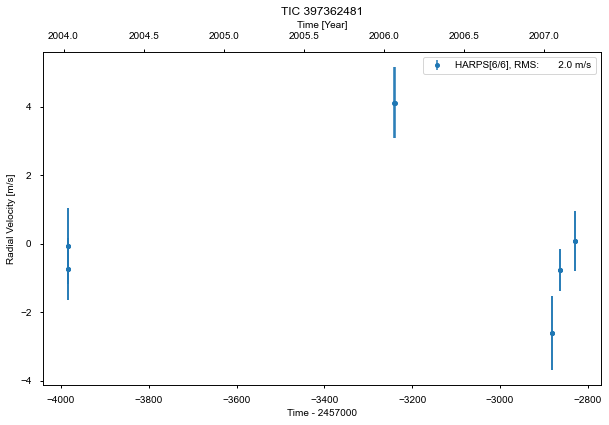 TIC 397362481
Time [Year]
2004.0 2004.5 2005.0 2005.5 2006.0 2006.5 2007.0
HARPS[6/6], RMS: 2.0 m/s
4
2
0
−2
−4
Radial Velocity [m/s]
−4000 −3800 −3600 −3400 −3200 −3000 −2800
Time - 2457000